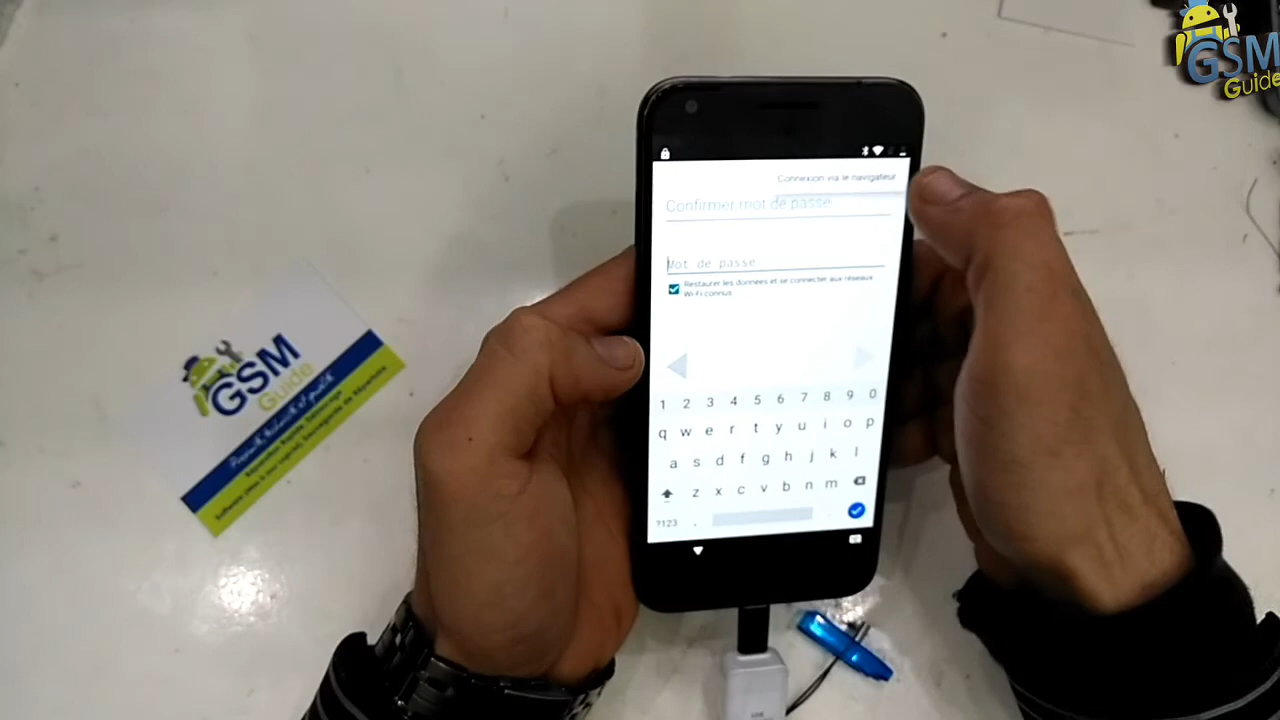 GSM
Guide
Connexion via le navigateur
Confirmer mot de passe
Mot de passe
Restaurer les données et se connecter aux réseaux
Wi-Fi connus
1 2 3 4 5 6 7 8 9 0
q w e r t y u i o p
a s d f g h j k l
z x c v b n m
?123 ,
GSM
Guide